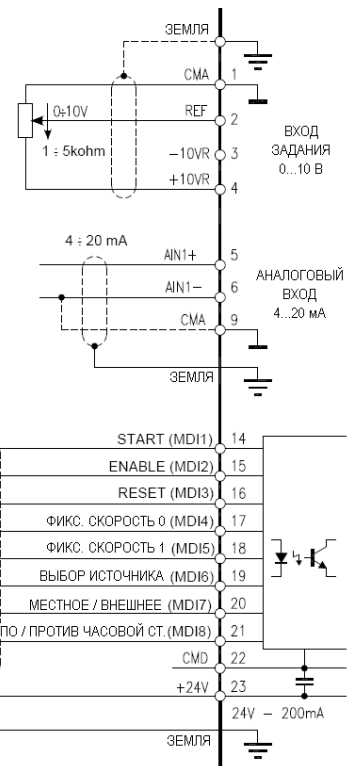 ЗЕМЛЯ
CMA 1
0÷10V REF 2
1 ÷ 5kohm −10VR 3
+10VR 4
ВХОД
ЗАДАНИЯ
0...10 В
4 ÷ 20 mA
AIN1+ 5
AIN1− 6
CMA 9
АНАЛОГОВЫЙ
ВХОД
4...20 мА
ЗЕМЛЯ
START (MDI1) 14
ENABLE (MDI2) 15
RESET (MDI3) 16
ФИКС. СКОРОСТЬ 0 (MDI4) 17
ФИКС. СКОРОСТЬ 1 (MDI5) 18
ВЫБОР ИСТОЧНИКА (MDI6) 19
МЕСТНОЕ / ВНЕШНЕЕ (MDI7) 20
ПО / ПРОТИВ ЧАСОВОЙ СТ.(MDI8) 21
CMD 22
+24V 23
24V − 200mA
ЗЕМЛЯ